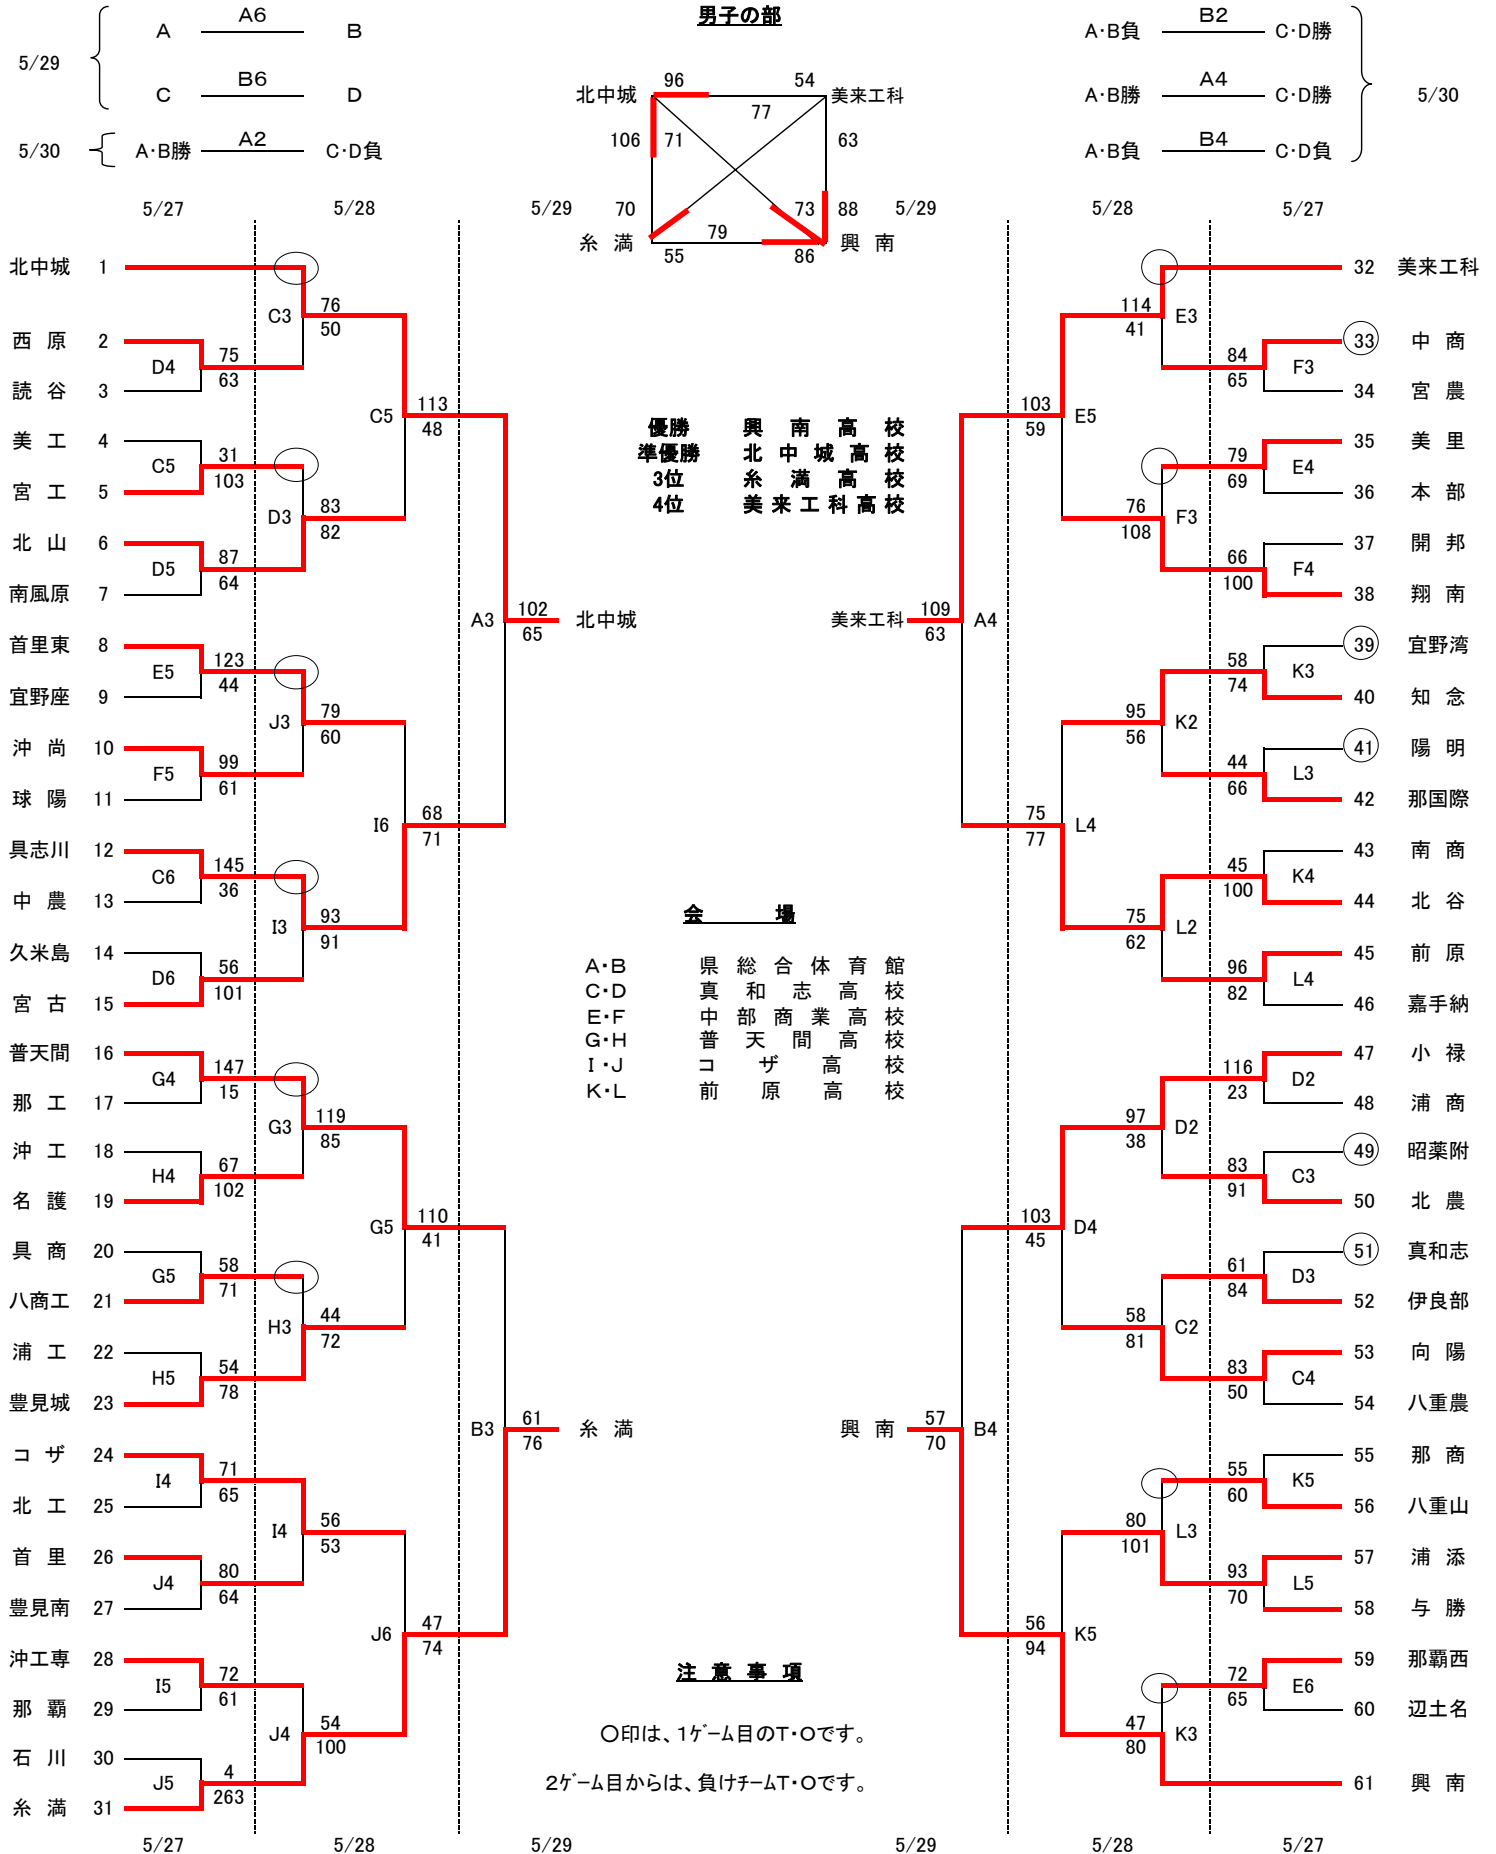 男子の部
5/29
A A6 B
C B6 D
5/30
A･B勝 A2 C･D負
A･B負 B2 C･D勝
A･B勝 A4 C･D勝
A･B負 B4 C･D負
5/30
北中城 96 54 美来工科
77
106 71 63
70 73 88
79
糸 満 55 86 興 南
5/27 5/28 5/29 5/29 5/28 5/27
北中城 1
C3 76
50
西 原 2
D4 75
63
読 谷 3
C5 113
48
美 工 4
C5 31
103
宮 工 5
D3 83
82
北 山 6
D5 87
64
南風原 7
A3 102
65
北中城
首里東 8
E5 123
44
宜野座 9
J3 79
60
沖 尚 10
F5 99
61
球 陽 11
I6 68
71
具志川 12
C6 145
36
中 農 13
I3 93
91
久米島 14
D6 56
101
宮 古 15
普天間 16
G4 147
15
那 工 17
G3 119
85
沖 工 18
H4 67
102
名 護 19
G5 110
41
具 商 20
G5 58
71
八商工 21
H3 44
72
浦 工 22
H5 54
78
豊見城 23
B3 61
76
糸 満
コ ザ 24
I4 71
65
北 工 25
I4 56
53
首 里 26
J4 80
64
豊見南 27
J6 47
74
沖工専 28
I5 72
61
那 覇 29
J4 54
100
石 川 30
J5 4
263
糸 満 31
優勝 興 南 高 校
準優勝 北 中 城 高 校
3位 糸 満 高 校
4位 美 来 工 科 高 校
会 場
A･B 県 総 合 体 育 館
C･D 真 和 志 高 校
E･F 中 部 商 業 高 校
G･H 普 天 間 高 校
I･J コ ザ 高 校
K･L 前 原 高 校
注 意 事 項
○印は、1ゲーム目のT･Oです。
2ゲーム目からは、負けチームT･Oです。
32 美来工科
114
41 E3
33 中 商
84
65 F3
34 宮 農
103
59 E5
35 美 里
79
69 E4
36 本 部
76
108 F3
37 開 邦
66
100 F4
38 翔 南
美来工科
109
63 A4
39 宜野湾
58
74 K3
40 知 念
95
56 K2
41 陽 明
44
66 L3
42 那国際
75
77 L4
43 南 商
45
100 K4
44 北 谷
75
62 L2
45 前 原
96
82 L4
46 嘉手納
47 小 禄
116
23 D2
48 浦 商
97
38 D2
49 昭薬附
83
91 C3
50 北 農
103
45 D4
51 真和志
61
84 D3
52 伊良部
58
81 C2
53 向 陽
83
50 C4
54 八重農
興 南
57
70 B4
55 那 商
55
60 K5
56 八重山
80
101 L3
57 浦 添
93
70 L5
58 与 勝
56
94 K5
59 那覇西
72
65 E6
60 辺土名
47
80 K3
61 興 南
5/27 5/28 5/29 5/29 5/28 5/27